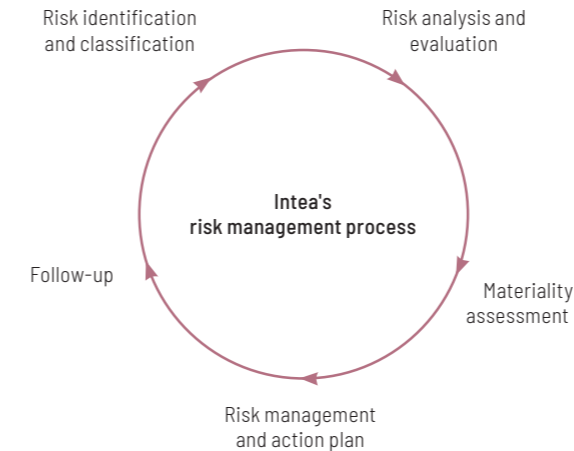 Risk identification
and classification
Risk analysis and
evaluation
Intea's
risk management process
Materiality
assessment
Risk management
and action plan
Follow-up